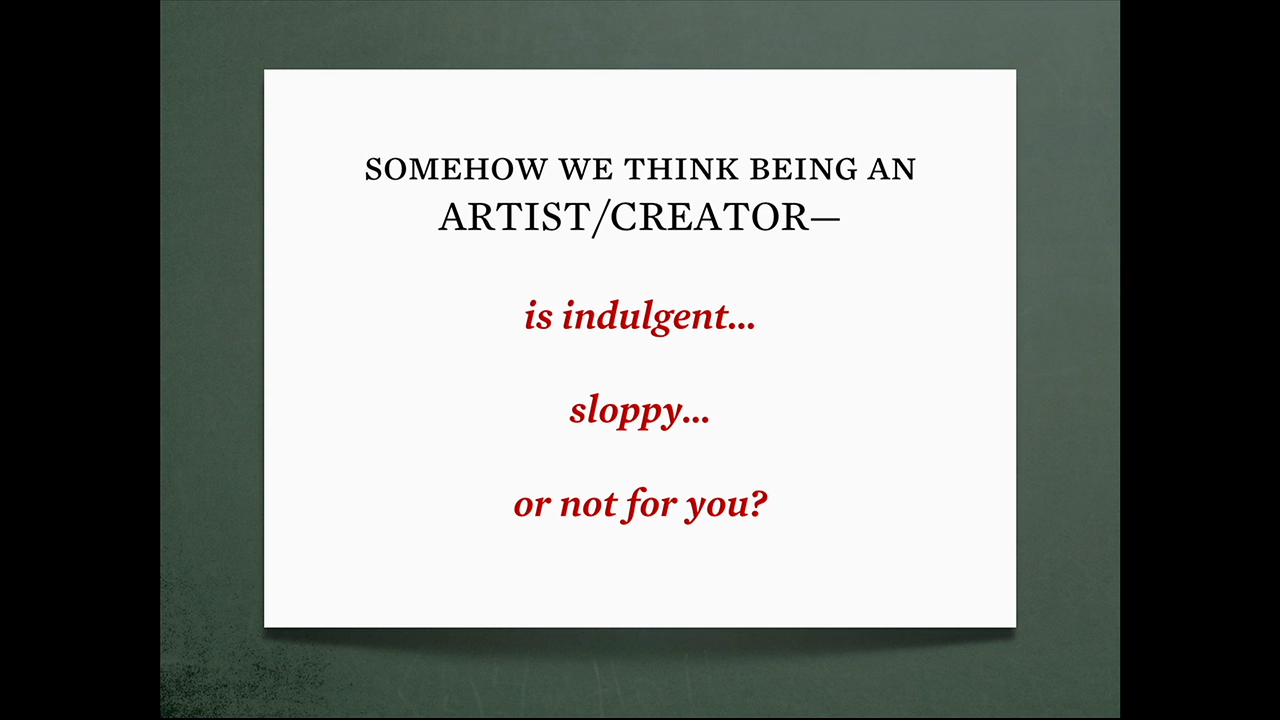 SOMEHOW WE THINK BEING AN
ARTIST/CREATOR—
is indulgent...
sloppy...
or not for you?